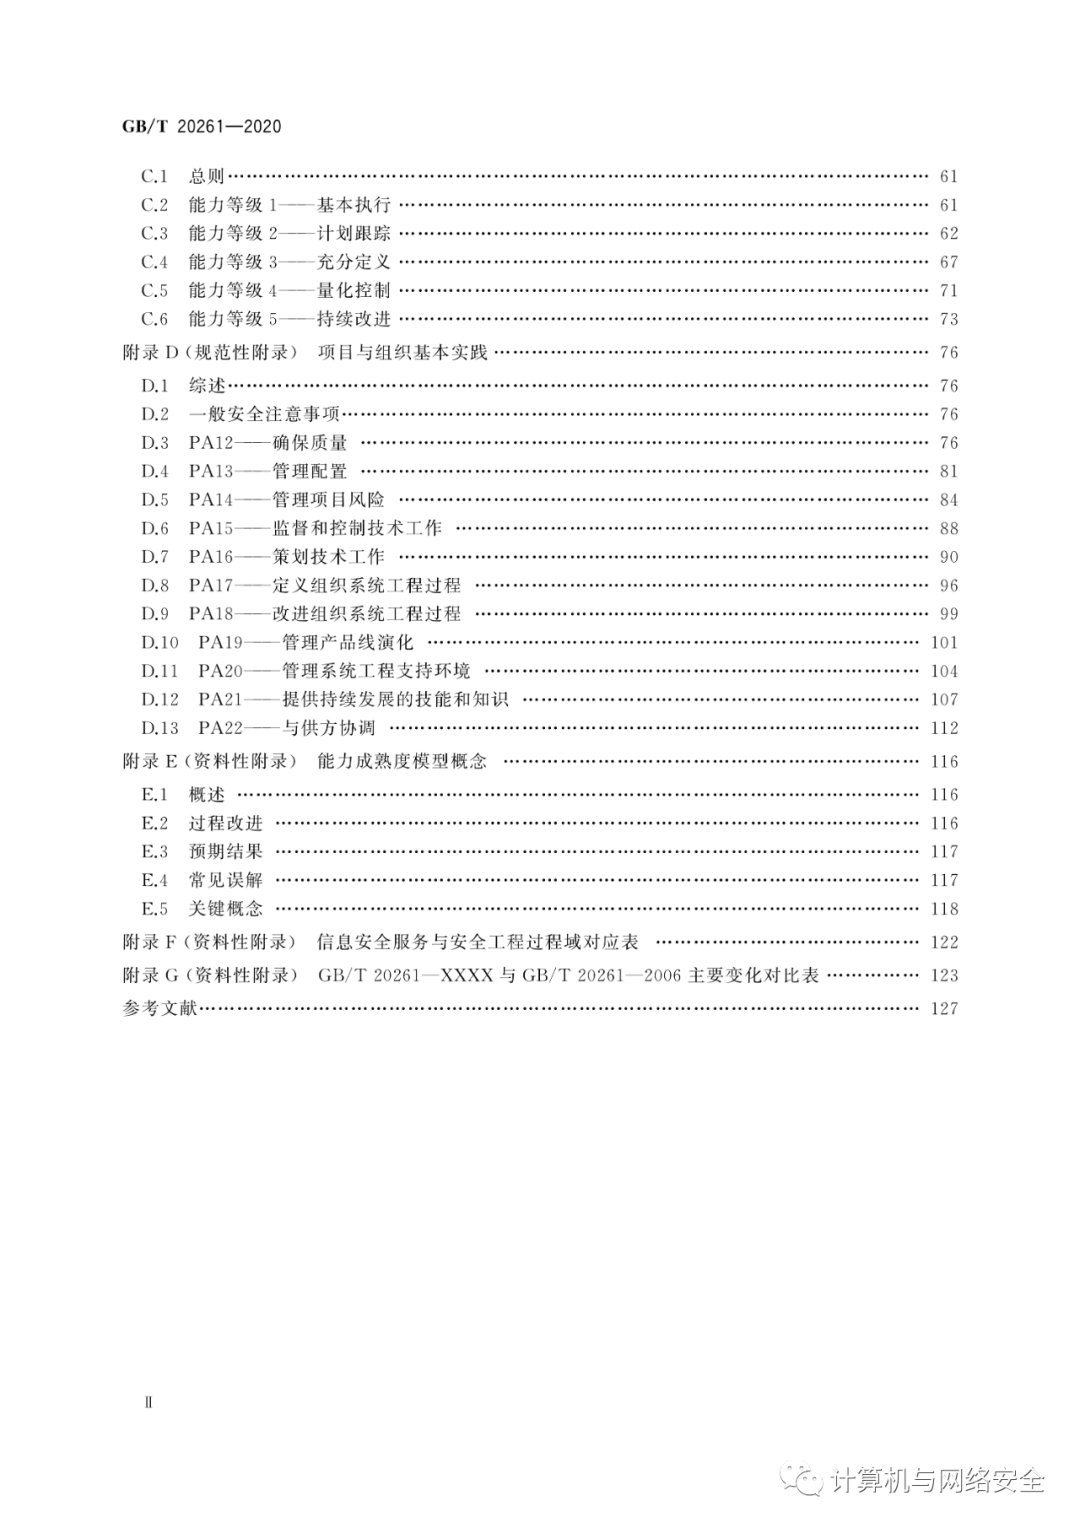 GB/T 20261—2020
C.1 总则…………………………………………………………………………………………………… 61
C.2 能力等级 1——基本执行 ………………………………………………………………………… 61
C.3 能力等级 2——计划跟踪 ………………………………………………………………………… 62
C.4 能力等级 3——充分定义 ………………………………………………………………………… 67
C.5 能力等级 4——量化控制 ………………………………………………………………………… 71
C.6 能力等级 5——持续改进 ………………………………………………………………………… 73
附录 D（规范性附录） 项目与组织基本实践 …………………………………………………………… 76
D.1 综述…………………………………………………………………………………………………… 76
D.2 一般安全注意事项………………………………………………………………………………… 76
D.3 PA12——确保质量 ……………………………………………………………………………… 76
D.4 PA13——管理配置 ……………………………………………………………………………… 81
D.5 PA14——管理项目风险 ………………………………………………………………………… 84
D.6 PA15——监督和控制技术工作 ………………………………………………………………… 88
D.7 PA16——策划技术工作 ………………………………………………………………………… 90
D.8 PA17——定义组织系统工程过程 ……………………………………………………………… 96
D.9 PA18——改进组织系统工程过程 ……………………………………………………………… 99
D.10 PA19——管理产品线演化 …………………………………………………………………… 101
D.11 PA20——管理系统工程支持环境 …………………………………………………………… 104
D.12 PA21——提供持续发展的技能和知识 ……………………………………………………… 107
D.13 PA22——与供方协调 ………………………………………………………………………… 112
附录 E（资料性附录） 能力成熟度模型概念 ………………………………………………………… 116
E.1 概述 ………………………………………………………………………………………………… 116
E.2 过程改进 …………………………………………………………………………………………… 116
E.3 预期结果 …………………………………………………………………………………………… 117
E.4 常见误解 …………………………………………………………………………………………… 117
E.5 关键概念 …………………………………………………………………………………………… 118
附录 F（资料性附录） 信息安全服务与安全工程过程域对应表 …………………………………… 122
附录 G（资料性附录） GB/T 20261—XXXX 与 GB/T 20261—2006 主要变化对比表 …………… 123
参考文献……………………………………………………………………………………………………… 127
Ⅱ
计算机与网络安全